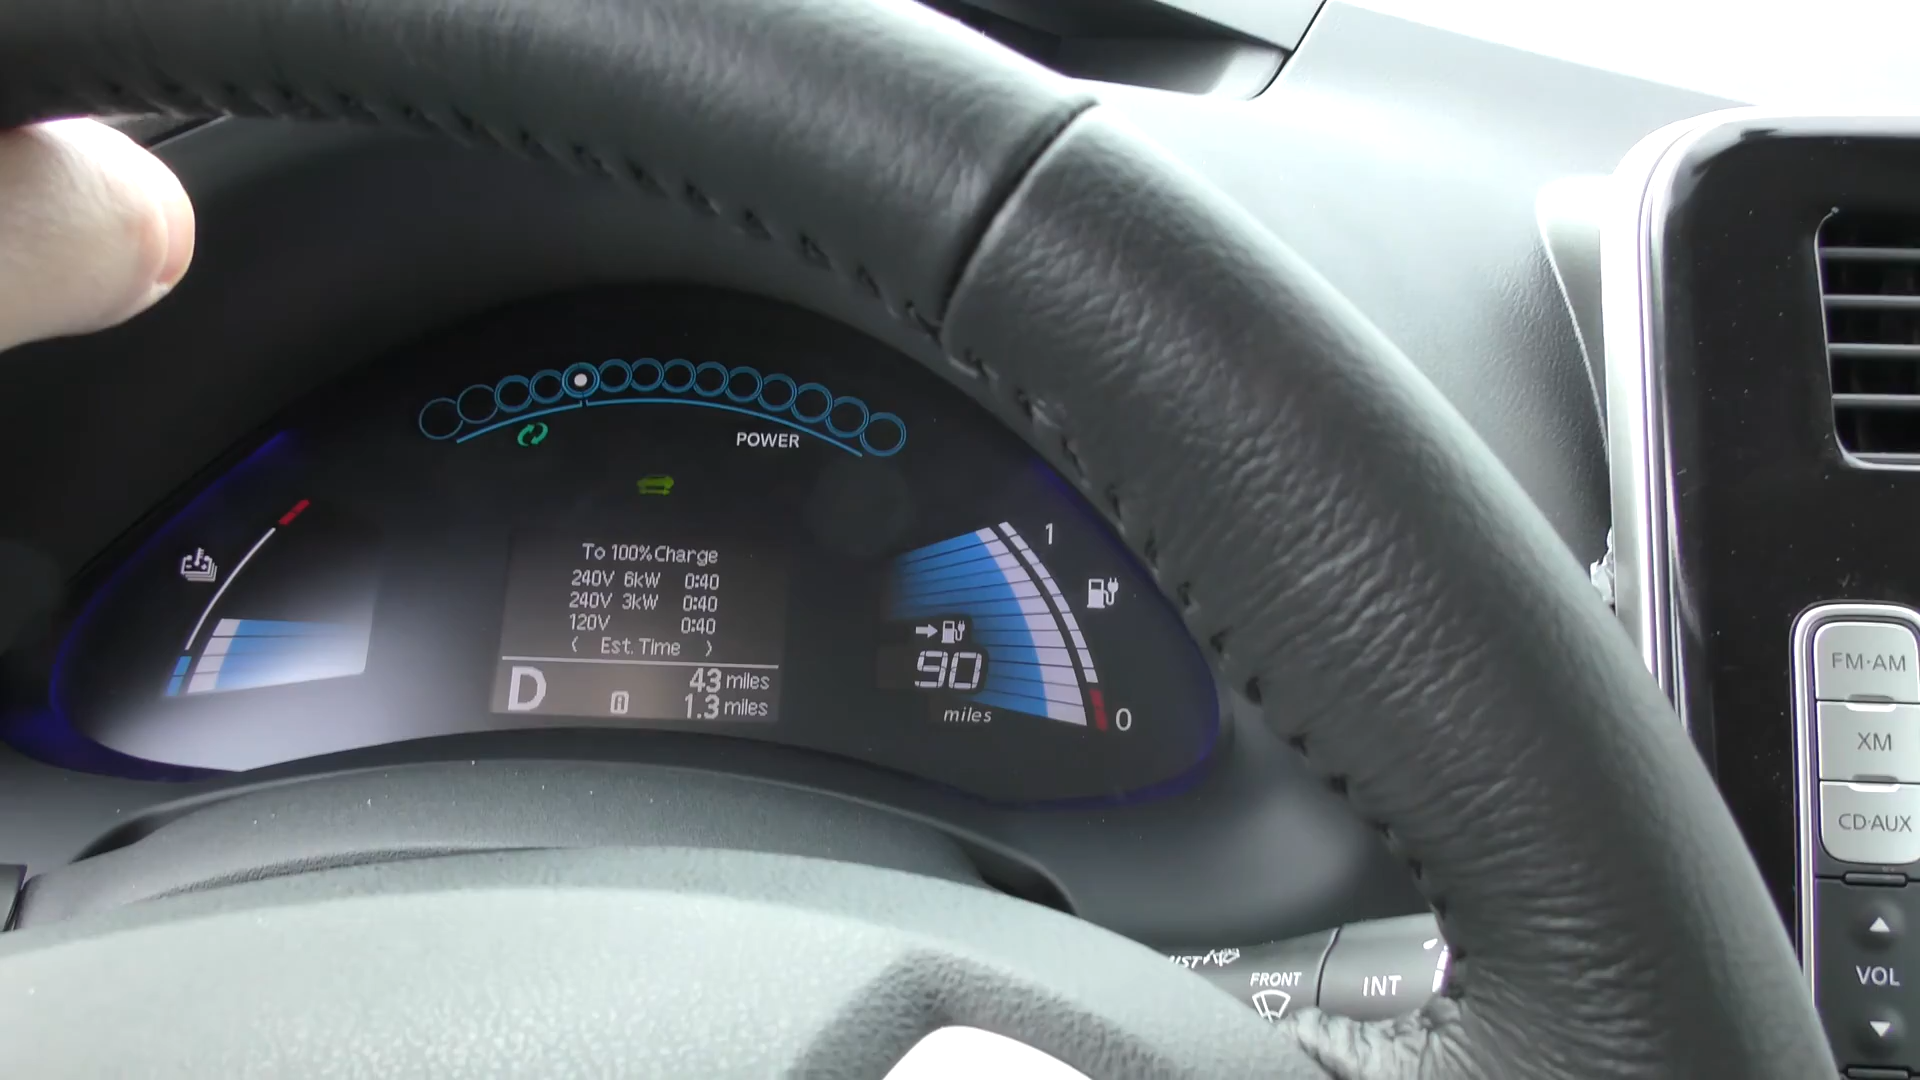 POWER
To 100% Charge
240V 6kW 0:40
240V 3kW 0:40
120V 0:40
( Est. Time )
D
43 miles
1.3 miles
1
90
miles
0
FM·AM
XM
CD·AUX
VOL
FRONT
INT